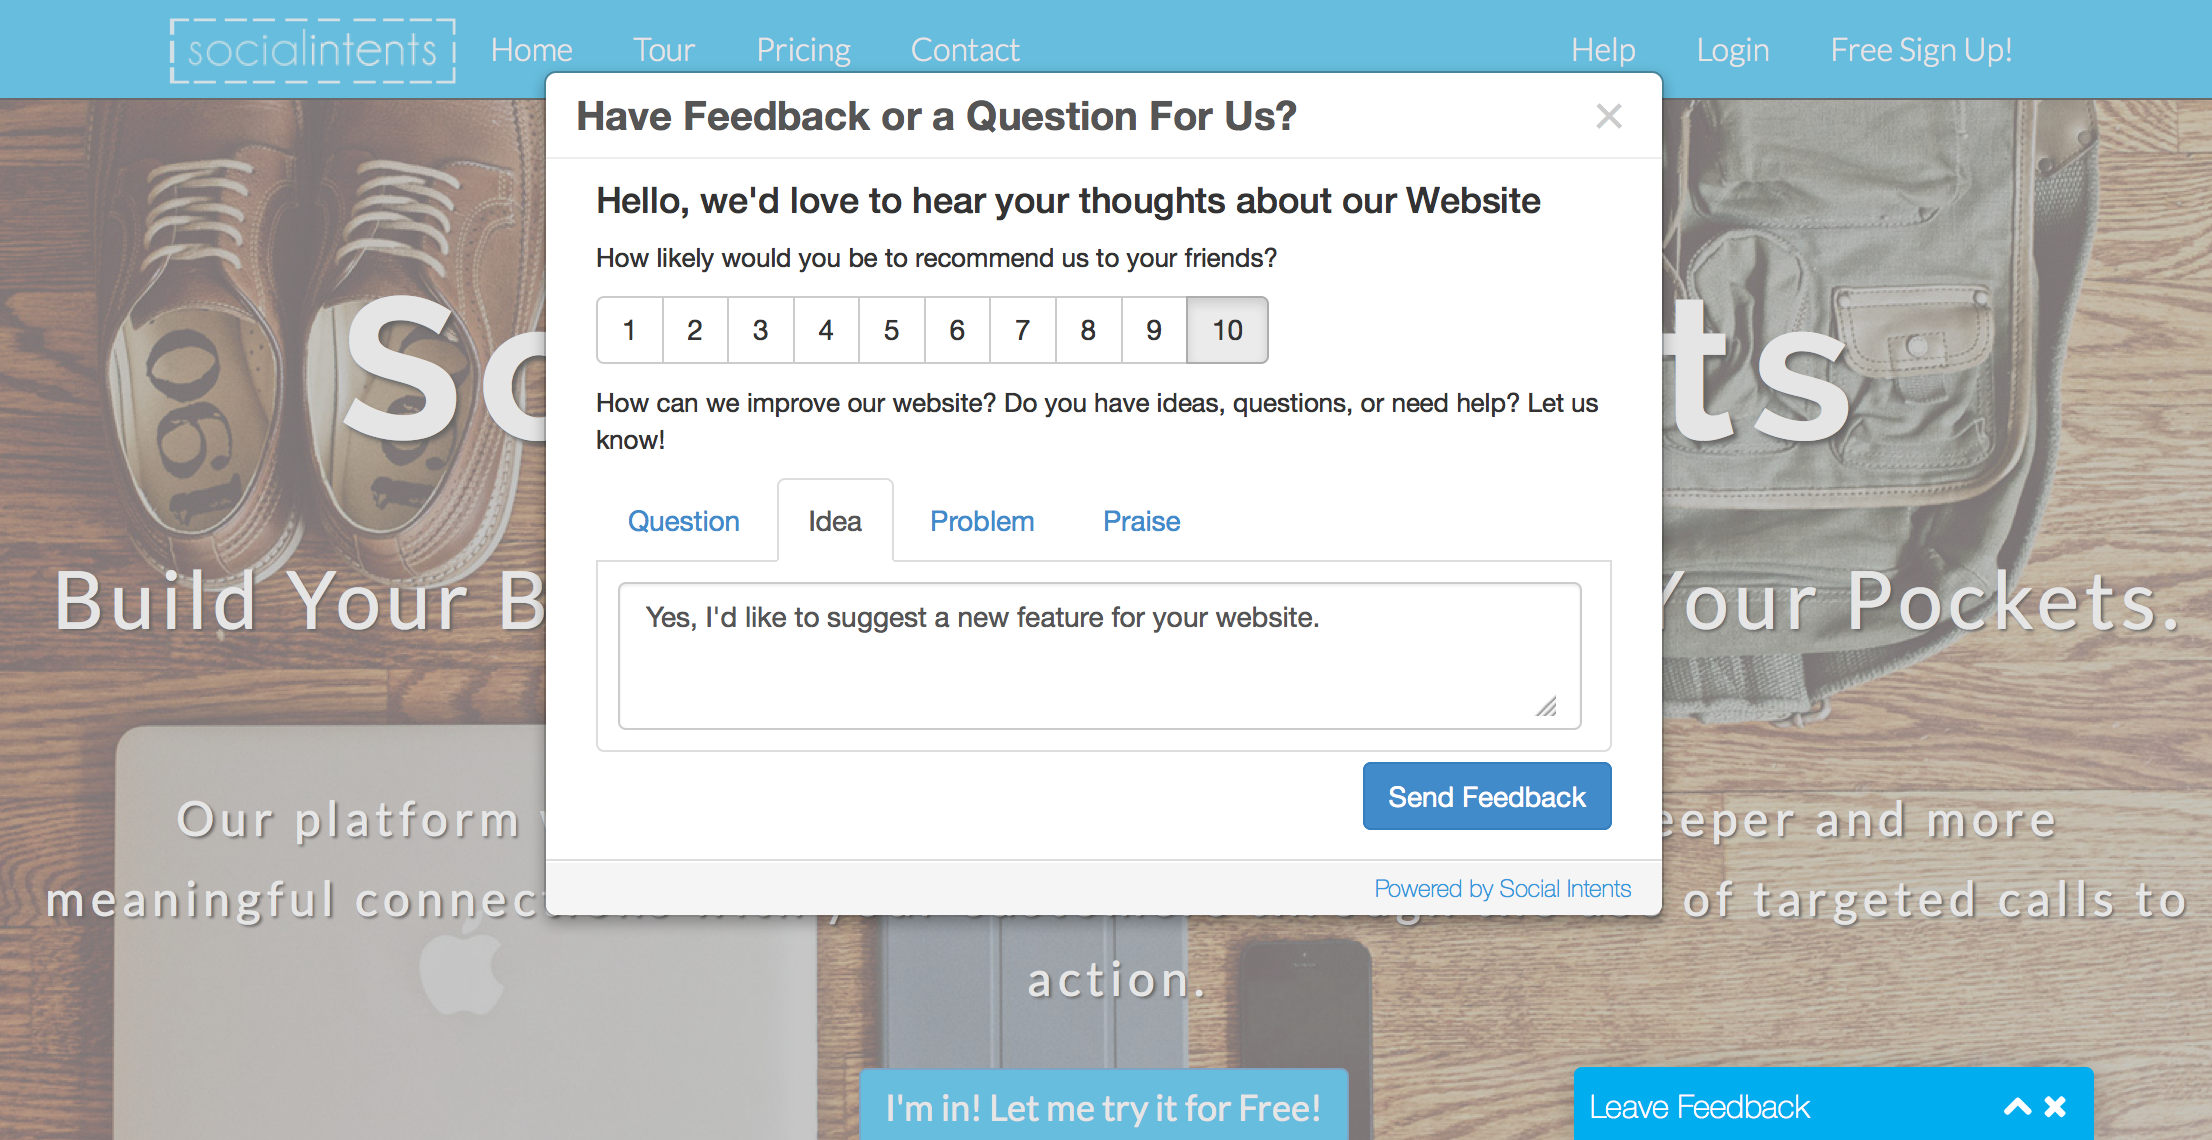 socialintents Home Tour Pricing Contact Help Login Free Sign Up!
Have Feedback or a Question For Us?
Hello, we'd love to hear your thoughts about our Website
How likely would you be to recommend us to your friends?
1 2 3 4 5 6 7 8 9 10
How can we improve our website? Do you have ideas, questions, or need help? Let us
know!
Question Idea Problem Praise
Yes, I'd like to suggest a new feature for your website.
Send Feedback
Powered by Social Intents
So ts
Build Your B Your Pockets.
Our platform eeper and more
meaningful connec of targeted calls to
action.
I'm in! Let me try it for Free!
Leave Feedback